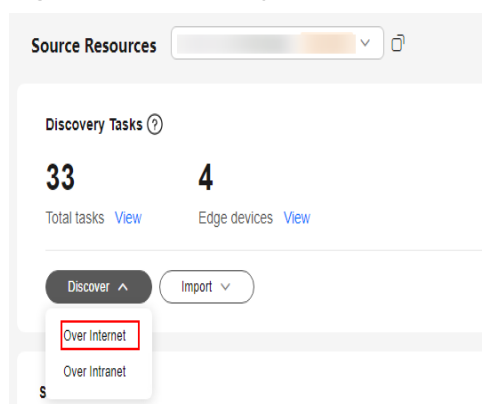 Source Resources
Discovery Tasks ?
33 4
Total tasks View Edge devices View
Discover Import
Over Internet
Over Intranet